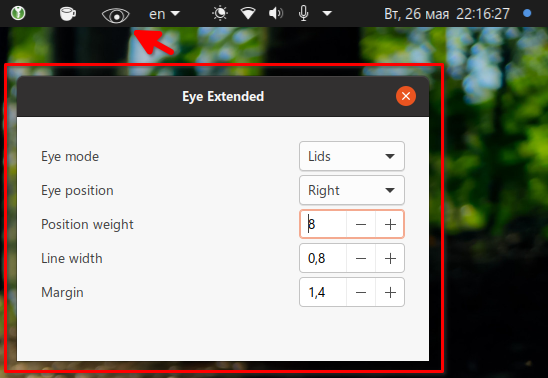 en
Вт, 26 мая 22:16:27
Eye Extended
Eye mode Lids
Eye position Right
Position weight 8
Line width 0,8
Margin 1,4